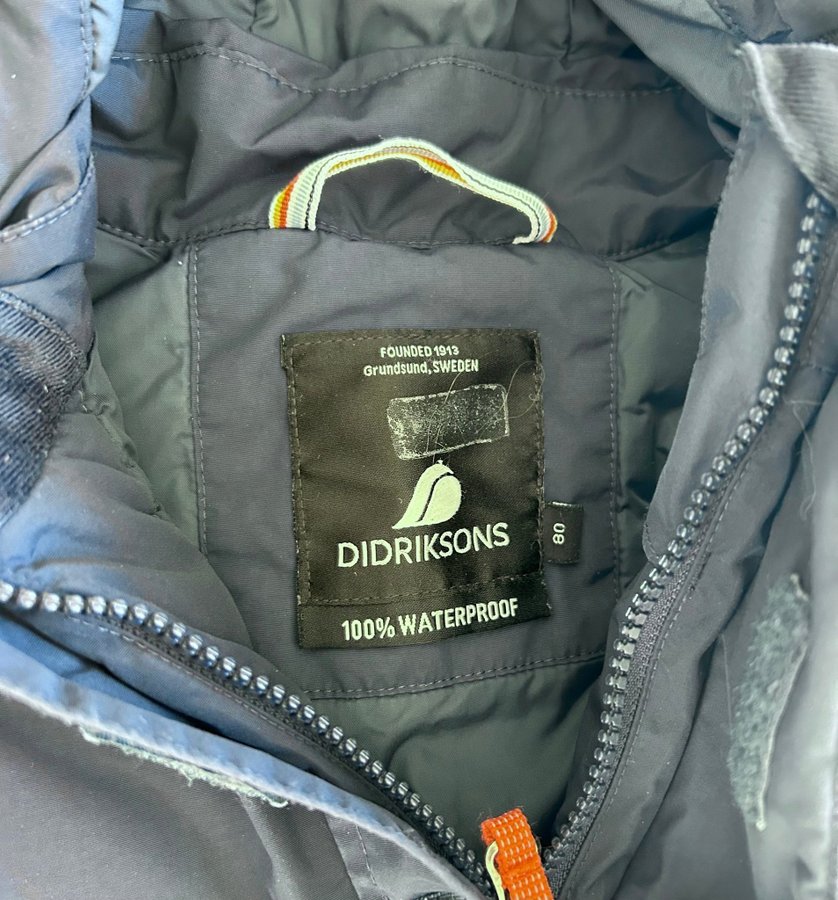 FOUNDED 1913
Grundsund, SWEDEN
DIDRIKSONS
80
100% WATERPROOF